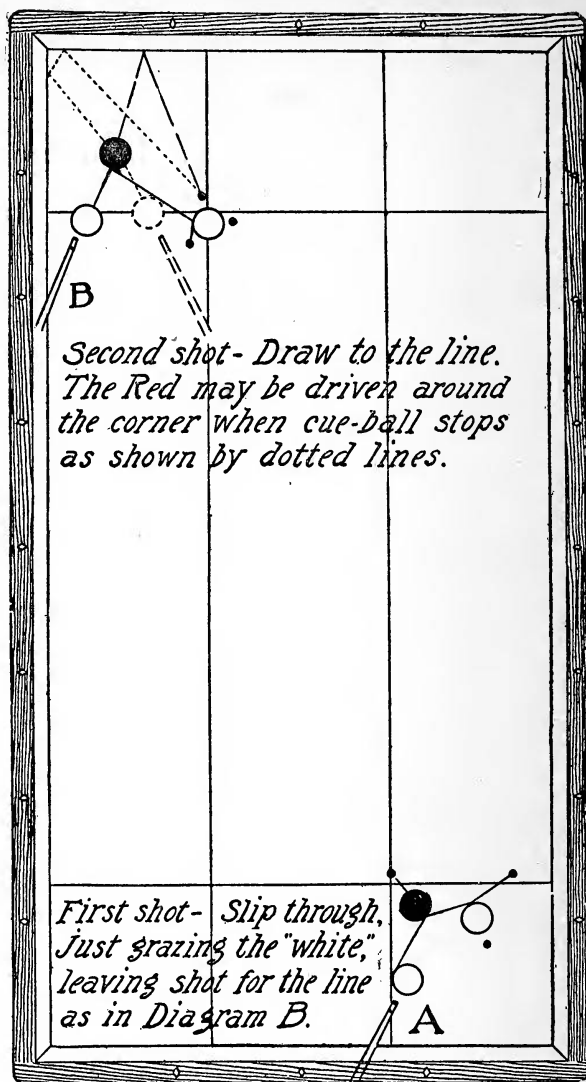 B
Second shot- Draw to the line.
The Red may be driven around
the corner when cue-ball stops
as shown by dotted lines.
First shot- Slip through,
Just grazing the "white,"
leaving shot for the line
as in Diagram B.
A